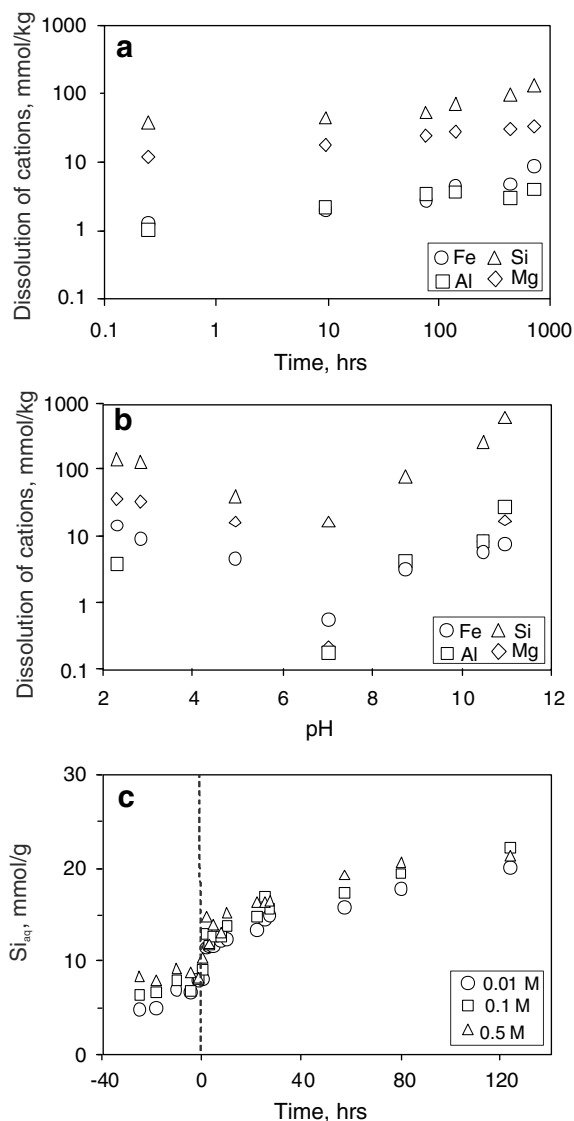 a
Dissolution of cations, mmol/kg
1000
100
10
1
0.1
0.1
1
10
100
1000
Fe
Si
Al
Mg
Time, hrs
b
Dissolution of cations, mmol/kg
1000
100
10
1
0.1
2
4
6
8
10
12
Fe
Si
Al
Mg
pH
c
Si_aq, mmol/g
30
20
10
0
-40
0
40
80
120
0.01 M
0.1 M
0.5 M
Time, hrs